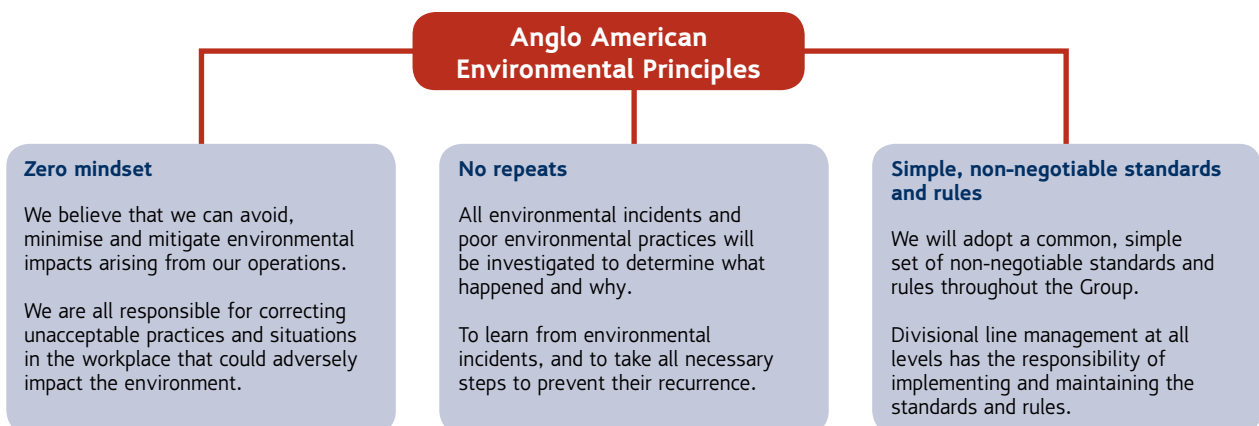 Anglo American
Environmental Principles
Zero mindset
We believe that we can avoid,
minimise and mitigate environmental
impacts arising from our operations.
We are all responsible for correcting
unacceptable practices and situations
in the workplace that could adversely
impact the environment.
No repeats
All environmental incidents and
poor environmental practices will
be investigated to determine what
happened and why.
To learn from environmental
incidents, and to take all necessary
steps to prevent their recurrence.
Simple, non-negotiable standards
and rules
We will adopt a common, simple
set of non-negotiable standards and
rules throughout the Group.
Divisional line management at all
levels has the responsibility of
implementing and maintaining the
standards and rules.